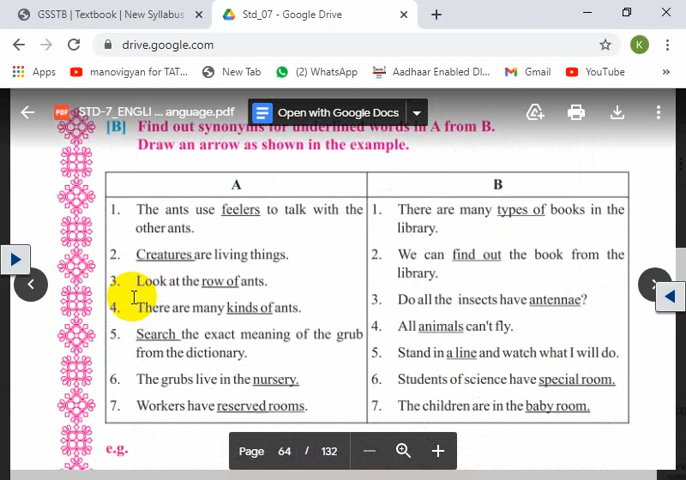 GSSTB | Textbook | New Syllabus
Std_07 - Google Drive
drive.google.com
K
Apps manovigyan for TAT... New Tab (2) WhatsApp Aadhaar Enabled DI... Gmail YouTube
PDF STD-7_ENGLI ... anguage.pdf Open with Google Docs
[B] Find out synonyms for underlined words in A from B.
Draw an arrow as shown in the example.
A
1. The ants use feelers to talk with the
other ants.
2. Creatures are living things.
3. Look at the row of ants.
4. There are many kinds of ants.
5. Search the exact meaning of the grub
from the dictionary.
6. The grubs live in the nursery.
7. Workers have reserved rooms.
B
1. There are many types of books in the
library.
2. We can find out the book from the
library.
3. Do all the insects have antennae?
4. All animals can't fly.
5. Stand in a line and watch what I will do.
6. Students of science have special room.
7. The children are in the baby room.
e.g.
Page 64 / 132